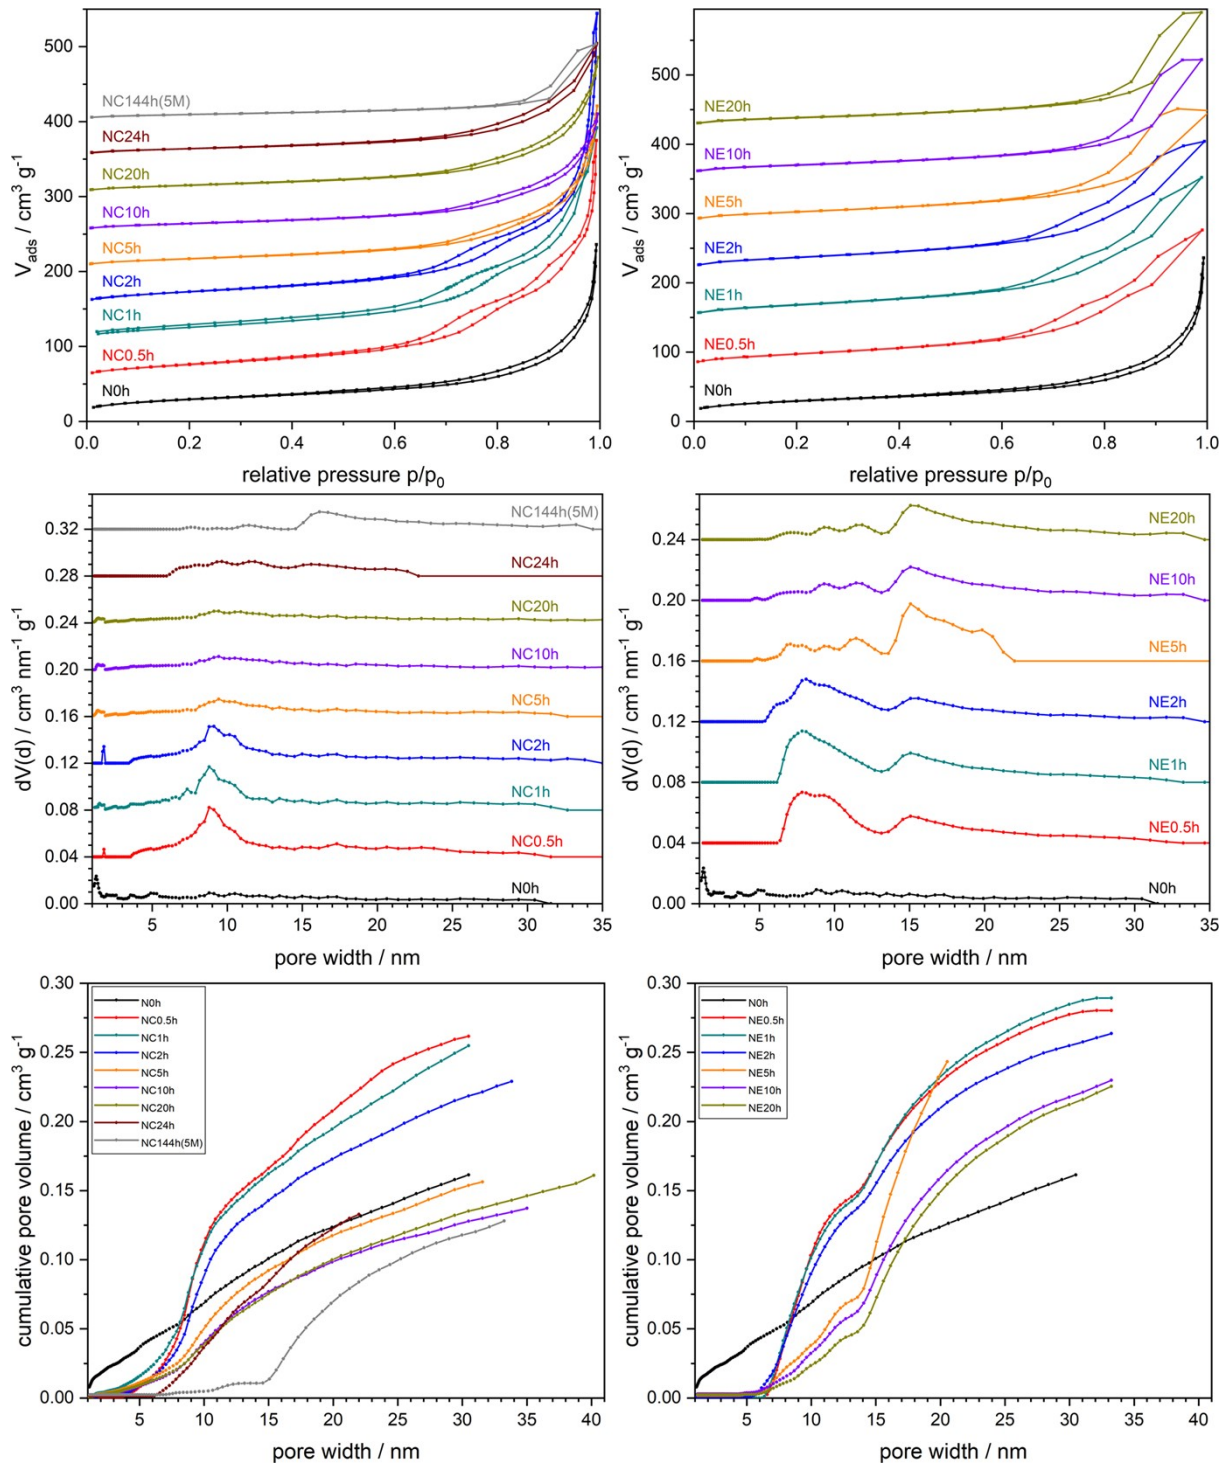 V_ads / cm³ g⁻¹
500
400
300
200
100
0
NC144h(5M)
NC24h
NC20h
NC10h
NC5h
NC2h
NC1h
NC0.5h
N0h
0.0 0.2 0.4 0.6 0.8 1.0
relative pressure p/p₀
V_ads / cm³ g⁻¹
500
400
300
200
100
0
NE20h
NE10h
NE5h
NE2h
NE1h
NE0.5h
N0h
0.0 0.2 0.4 0.6 0.8 1.0
relative pressure p/p₀
dV(d) / cm³ nm⁻¹ g⁻¹
0.32
0.28
0.24
0.20
0.16
0.12
0.08
0.04
0.00
NC144h(5M)
NC24h
NC20h
NC10h
NC5h
NC2h
NC1h
NC0.5h
N0h
5 10 15 20 25 30 35
pore width / nm
dV(d) / cm³ nm⁻¹ g⁻¹
0.24
0.20
0.16
0.12
0.08
0.04
0.00
NE20h
NE10h
NE5h
NE2h
NE1h
NE0.5h
N0h
5 10 15 20 25 30 35
pore width / nm
cumulative pore volume / cm³ g⁻¹
0.30
0.25
0.20
0.15
0.10
0.05
0.00
N0h
NC0.5h
NC1h
NC2h
NC5h
NC10h
NC20h
NC24h
NC144h(5M)
5 10 15 20 25 30 35 40
pore width / nm
cumulative pore volume / cm³ g⁻¹
0.30
0.25
0.20
0.15
0.10
0.05
0.00
N0h
NE0.5h
NE1h
NE2h
NE5h
NE10h
NE20h
5 10 15 20 25 30 35 40
pore width / nm